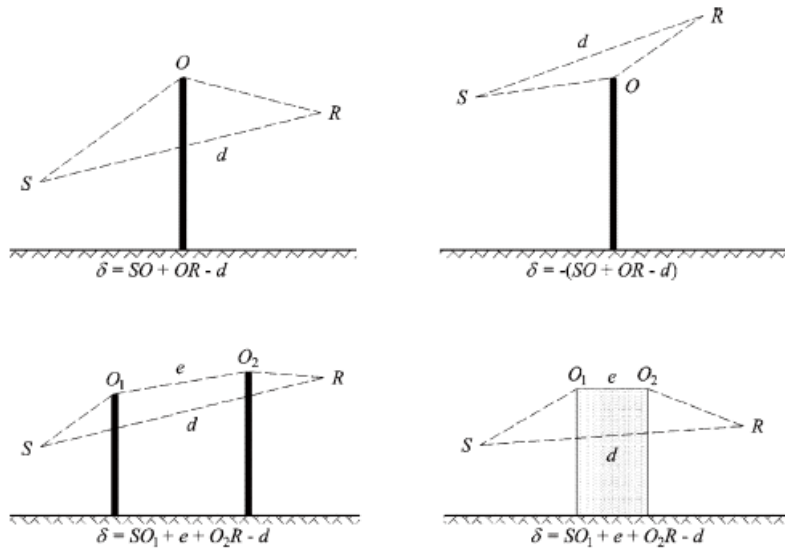 O
R
S
d
δ = SO + OR - d
R
d
S
O
δ = -(SO + OR - d)
O₁
e
O₂
R
d
S
δ = SO₁ + e + O₂R - d
O₁
e
O₂
S
R
d
δ = SO₁ + e + O₂R - d